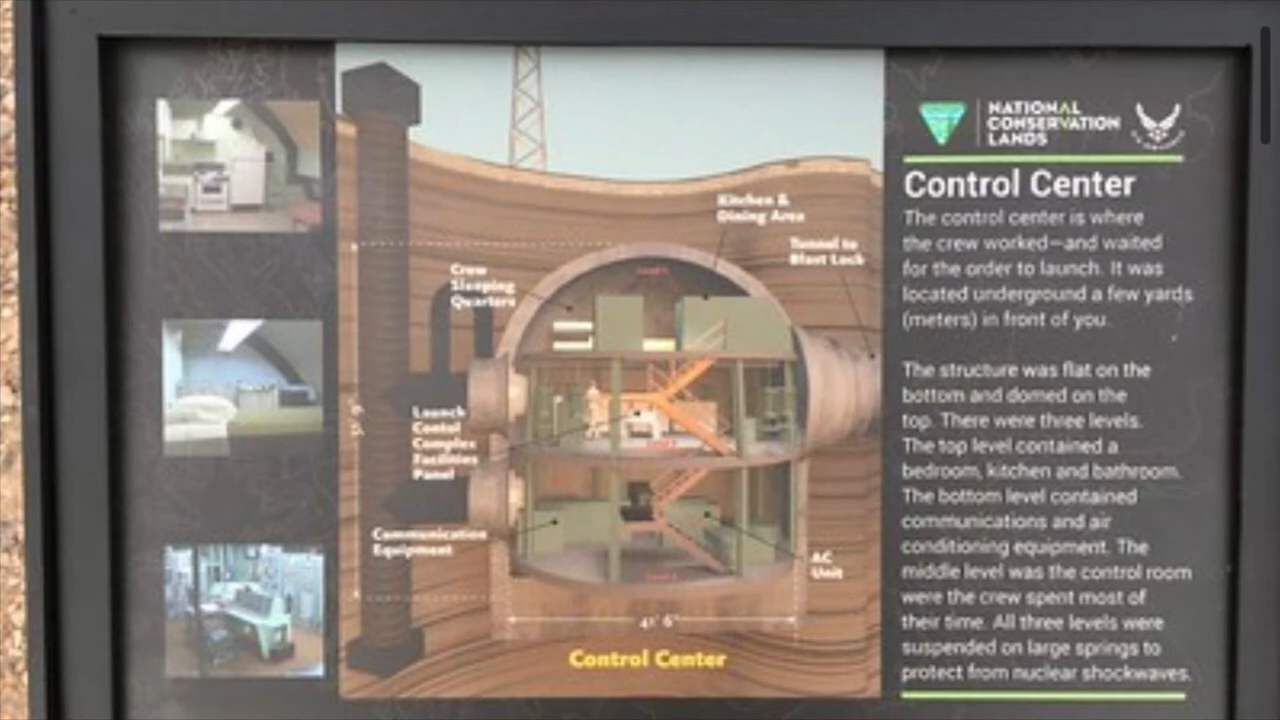 NATIONAL
CONSERVATION
LANDS
Control Center
The control center is where
the crew worked—and waited
for the order to launch. It was
located underground a few yards
(meters) in front of you.
The structure was flat on the
bottom and domed on the
top. There were three levels.
The top level contained a
bedroom, kitchen and bathroom.
The bottom level contained
communications and air
conditioning equipment. The
middle level was the control room
were the crew spent most of
their time. All three levels were
suspended on large springs to
protect from nuclear shockwaves.
Kitchen &
Dining Area
Tunnel to
Blast Lock
Crew
Sleeping
Quarters
Launch
Contol
Complex
Facilities
Panel
Communication
Equipment
AC
Unit
41' 6"
Control Center